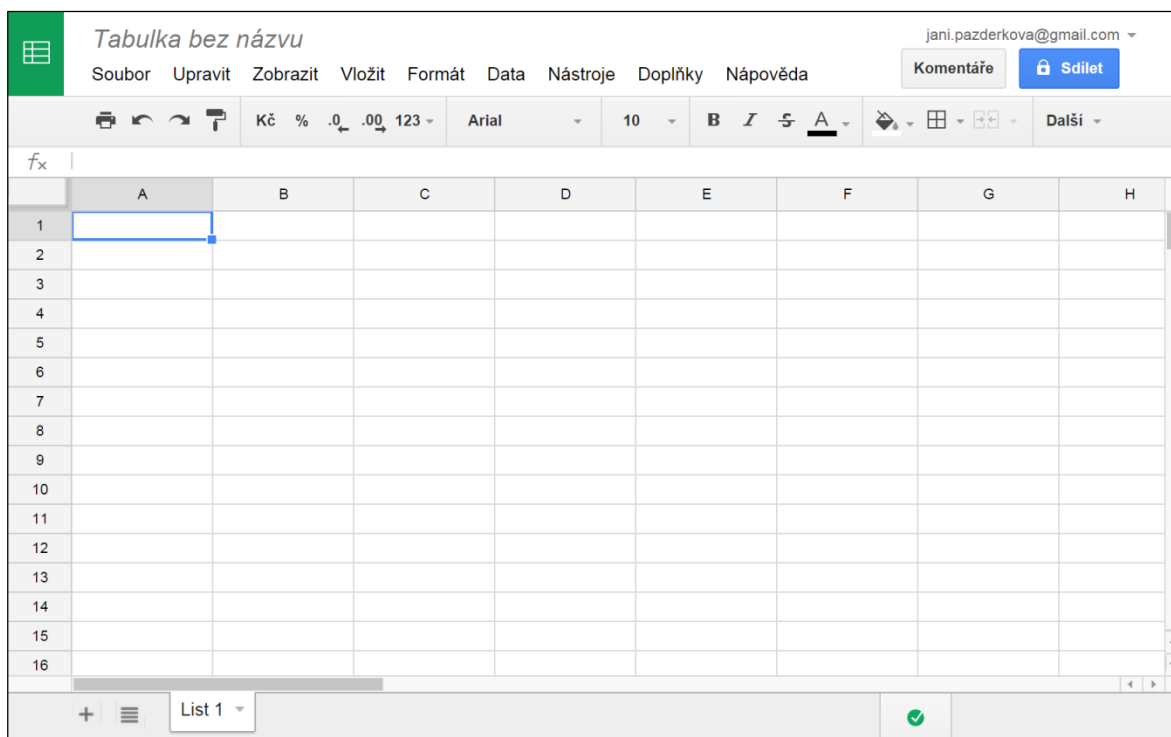 Tabulka bez názvu
jani.pazderkova@gmail.com
Soubor Upravit Zobrazit Vložit Formát Data Nástroje Doplňky Nápověda
Komentáře Sdílet
Kč % .0 .00 123 Arial 10 B I S A Další
fx
A B C D E F G H
1
2
3
4
5
6
7
8
9
10
11
12
13
14
15
16
List 1